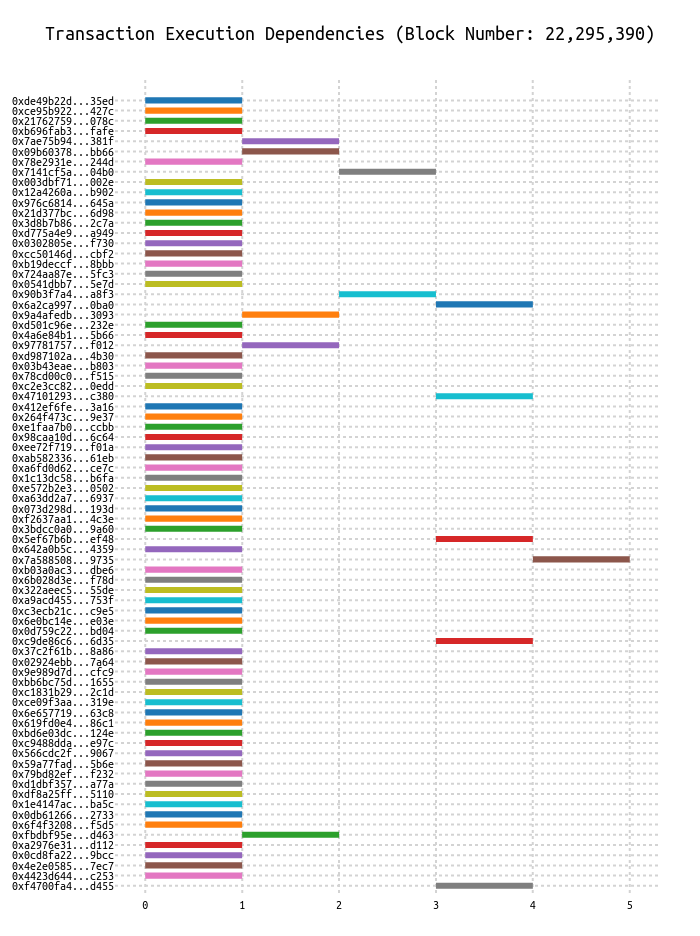 Transaction Execution Dependencies (Block Number: 22,295,390)
0xde49b22d...35ed
0xce95b922...427c
0x21762759...078c
0xb696fab3...fafe
0x7ae75b94...381f
0x09b60378...bb66
0x78e2931e...244d
0x7141cf5a...04b0
0x003dbf71...002e
0x12a4260a...b902
0x976c6814...645a
0x21d377bc...6d98
0x3d8b7b86...2c7a
0xd775a4e9...a949
0x0302805e...f730
0xcc50146d...cbf2
0xb19deccf...8bbb
0x724aa87e...5fc3
0x0541dbb7...5e7d
0x90b3f7a4...a8f3
0x6a2ca997...0ba0
0x9a4afedb...3093
0xd501c96e...232e
0x4a6e84b1...5b66
0x97781757...f012
0xd987102a...4b30
0x03b43eae...b803
0x78cd00c0...f515
0xc2e3cc82...0edd
0x47101293...c380
0x412ef6fe...3a16
0x264f473c...9e37
0xe1faa7b0...ccbb
0x98caa10d...6c64
0xee72f719...f01a
0xab582336...61eb
0xa6fd0d62...ce7c
0x1c13dc58...b6fa
0xe572b2e3...0502
0xa63dd2a7...6937
0x073d298d...193d
0xf2637aa1...4c3e
0x3bdcc0a0...9a60
0x5ef67b6b...ef48
0x642a0b5c...4359
0x7a588508...9735
0xb03a0ac3...dbe6
0x6b028d3e...f78d
0x322aeec5...55de
0xa9acd455...753f
0xc3ecb21c...c9e5
0x6e0bc14e...e03e
0x0d759c22...bd04
0xc9de86c6...6d35
0x37c2f61b...8a86
0x02924ebb...7a64
0x9e989d7d...cfc9
0xbb6bc75d...1655
0xc1831b29...2c1d
0xce09f3aa...319e
0x6e657719...63c8
0x619fd0e4...86c1
0xbd6e03dc...124e
0xc9488dda...e97c
0x566cdc2f...9067
0x59a77fad...5b6e
0x79bd82ef...f232
0xd1dbf357...a77a
0xdf8a25ff...5110
0x1e4147ac...ba5c
0x0db61266...2733
0x6f4f3208...f5d5
0xfbdbf95e...d463
0xa2976e31...d112
0x0cd8fa22...9bcc
0x4e2e0585...7ec7
0x4423d644...c253
0xf4700fa4...d455
0 1 2 3 4 5